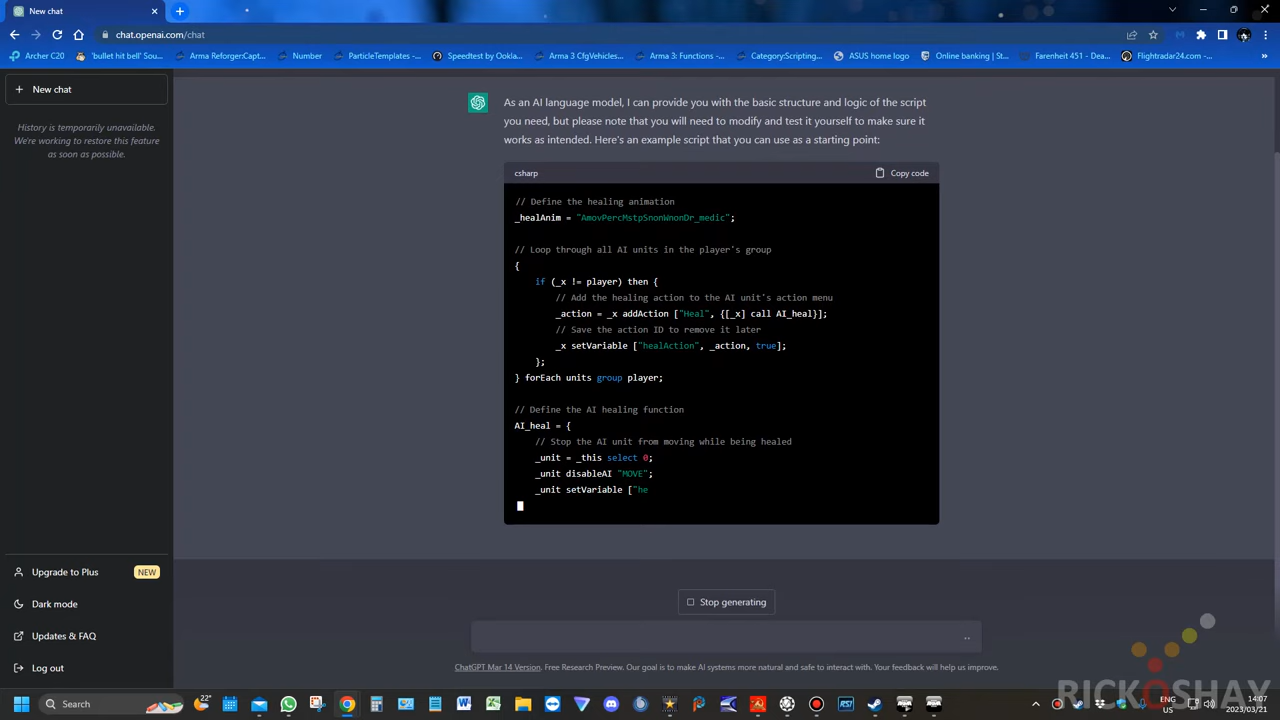 New chat
chat.openai.com/chat
Archer C20
'bullet hit bell' Sou...
Arma Reforger:Capt...
Number
ParticleTemplates -...
Speedtest by Ookla...
Arma 3 CfgVehicles...
Arma 3: Functions -...
Category:Scripting...
ASUS home logo
Online banking | St...
Farenheit 451 - Dea...
Flightradar24.com -...
»
New chat
History is temporarily unavailable.
We're working to restore this feature
as soon as possible.
As an AI language model, I can provide you with the basic structure and logic of the script
you need, but please note that you will need to modify and test it yourself to make sure it
works as intended. Here's an example script that you can use as a starting point:
csharp
Copy code
// Define the healing animation
_healAnim = "AmovPercMstpSnonWnonDr_medic";
// Loop through all AI units in the player's group
{
if (_x != player) then {
// Add the healing action to the AI unit's action menu
_action = _x addAction ["Heal", {[_x] call AI_heal}];
// Save the action ID to remove it later
_x setVariable ["healAction", _action, true];
};
} forEach units group player;
// Define the AI healing function
AI_heal = {
// Stop the AI unit from moving while being healed
_unit = _this select 0;
_unit disableAI "MOVE";
_unit setVariable ["he
Upgrade to Plus
NEW
Dark mode
Updates & FAQ
Log out
Stop generating
ChatGPT Mar 14 Version. Free Research Preview. Our goal is to make AI systems more natural and safe to interact with. Your feedback will help us improve.
RICKOSHAY
Search
22°
RSI
ENG
US
14:07
2023/03/21